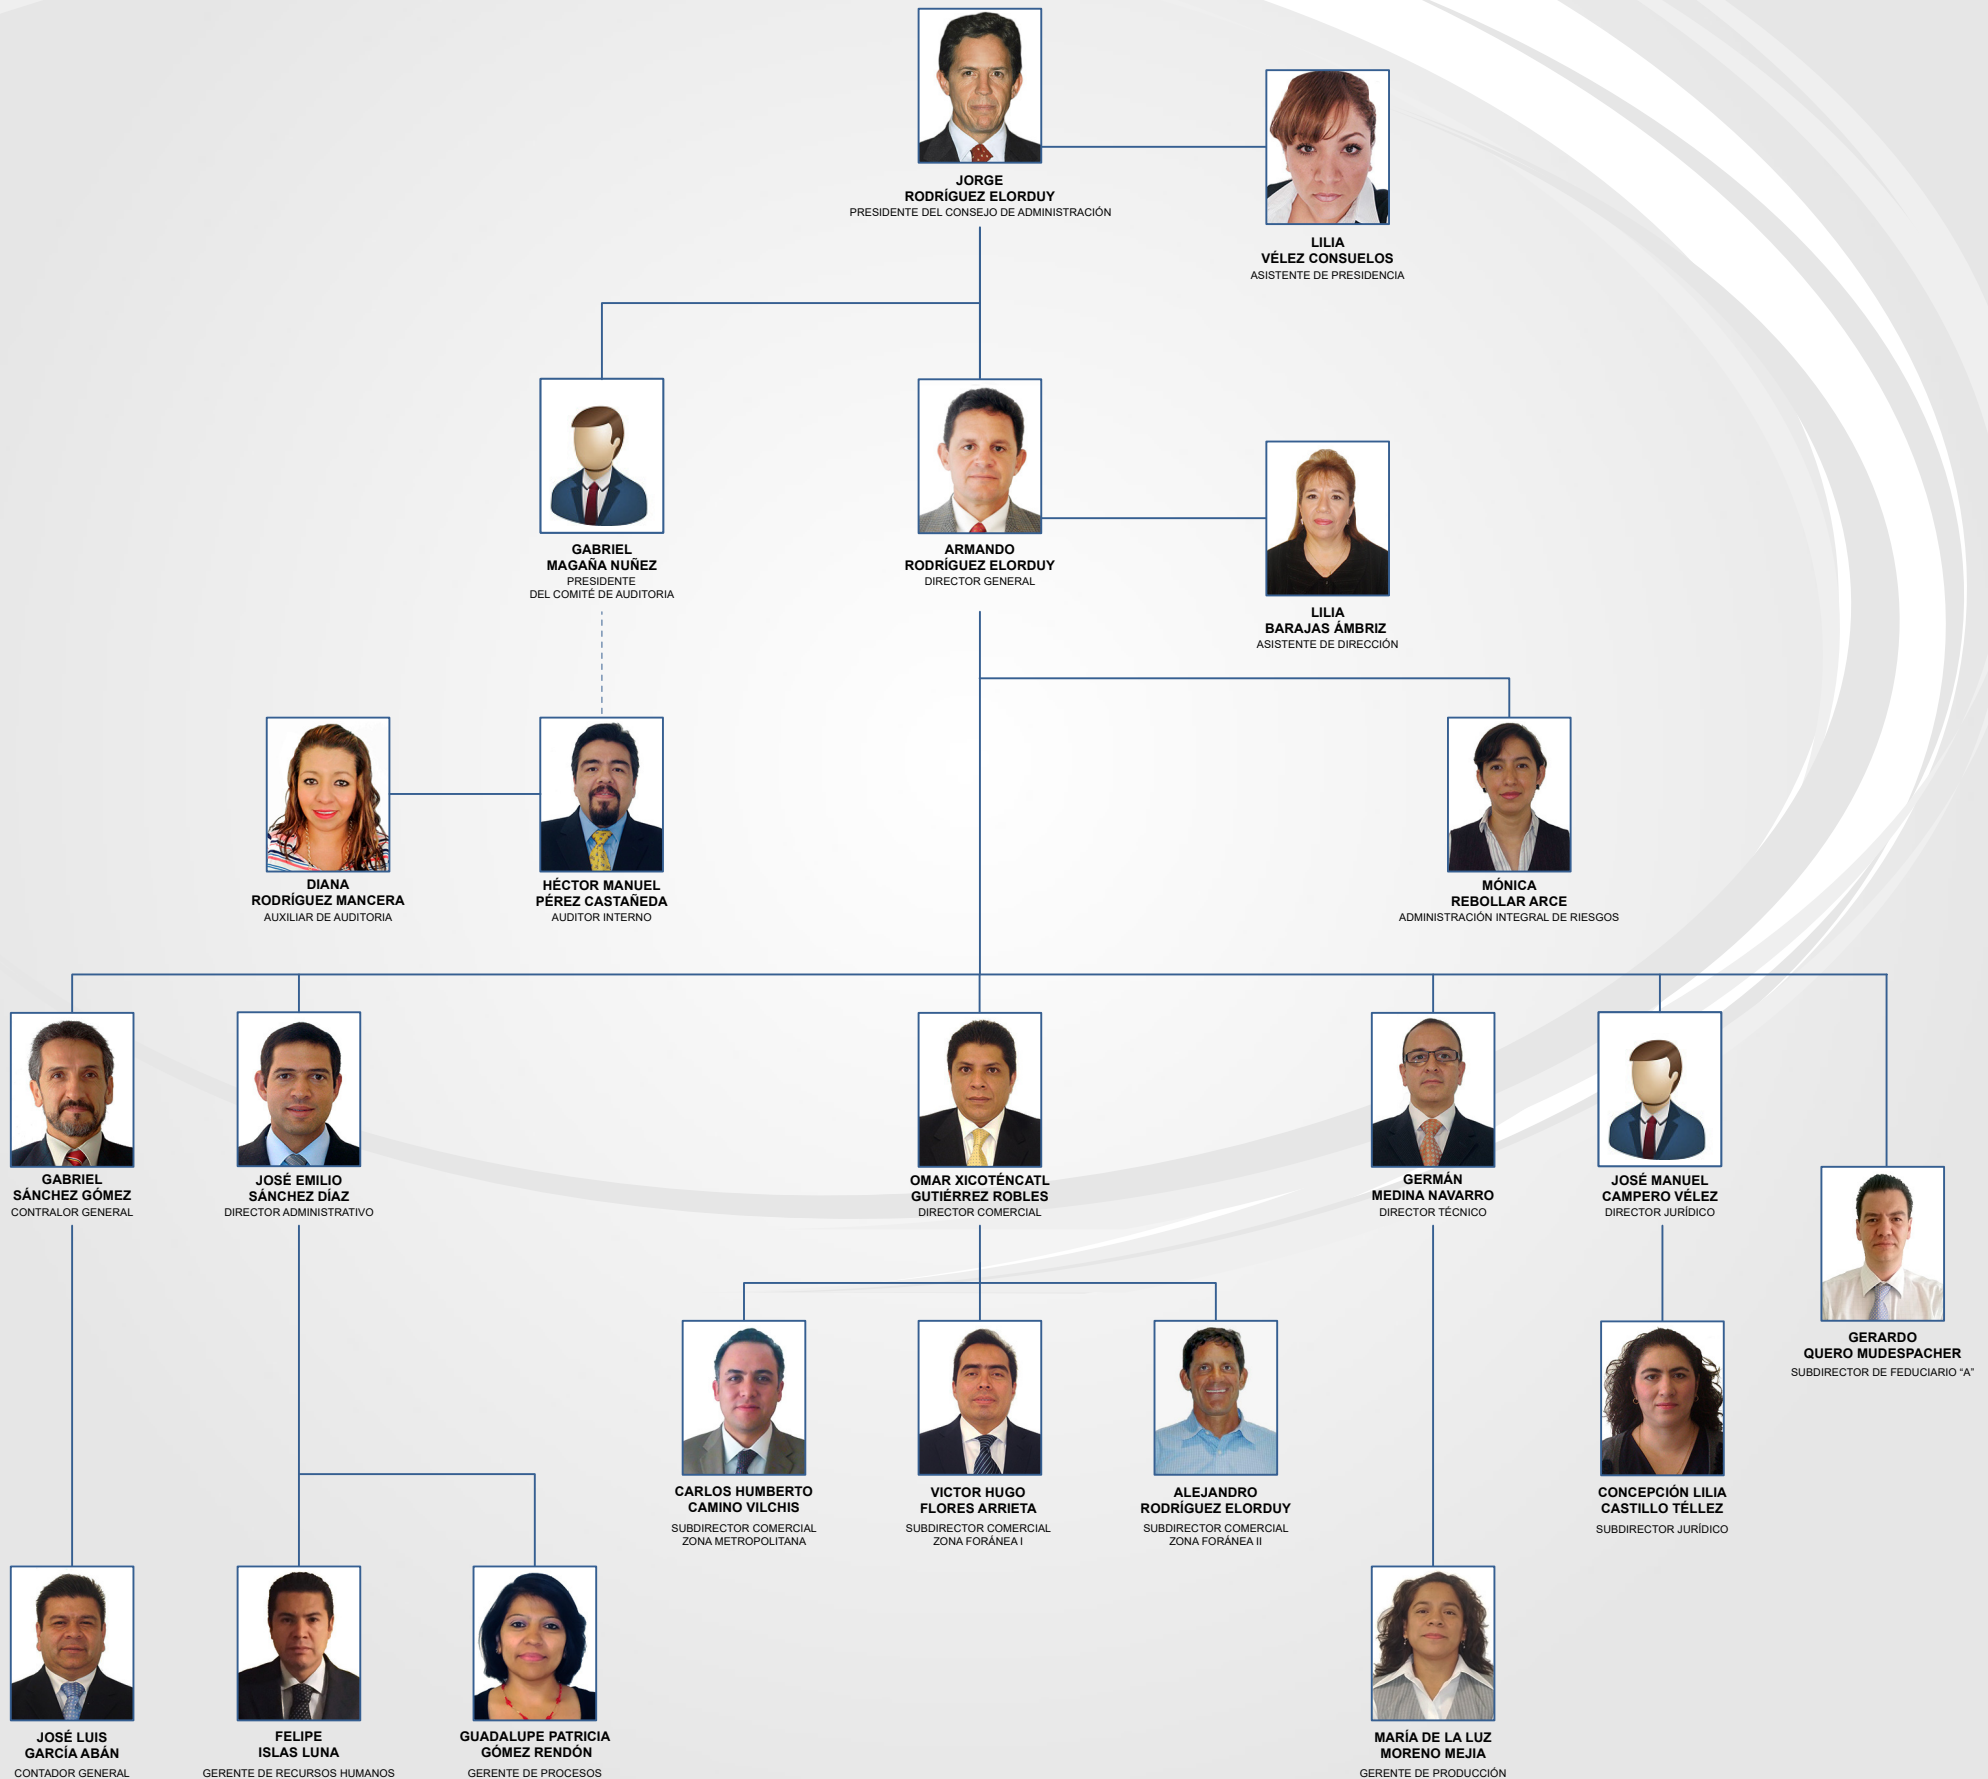 JORGE
RODRÍGUEZ ELORDUY
PRESIDENTE DEL CONSEJO DE ADMINISTRACIÓN
LILIA
VÉLEZ CONSUELOS
ASISTENTE DE PRESIDENCIA
GABRIEL
MAGAÑA NUÑEZ
PRESIDENTE
DEL COMITÉ DE AUDITORIA
ARMANDO
RODRÍGUEZ ELORDUY
DIRECTOR GENERAL
LILIA
BARAJAS ÁMBRIZ
ASISTENTE DE DIRECCIÓN
DIANA
RODRÍGUEZ MANCERA
AUXILIAR DE AUDITORIA
HÉCTOR MANUEL
PÉREZ CASTAÑEDA
AUDITOR INTERNO
MÓNICA
REBOLLAR ARCE
ADMINISTRACIÓN INTEGRAL DE RIESGOS
GABRIEL
SÁNCHEZ GÓMEZ
CONTRALOR GENERAL
JOSÉ EMILIO
SÁNCHEZ DÍAZ
DIRECTOR ADMINISTRATIVO
OMAR XICOTÉNCATL
GUTIÉRREZ ROBLES
DIRECTOR COMERCIAL
GERMÁN
MEDINA NAVARRO
DIRECTOR TÉCNICO
JOSÉ MANUEL
CAMPERO VÉLEZ
DIRECTOR JURÍDICO
GERARDO
QUERO MUDESPACHER
SUBDIRECTOR DE FEDUCIARIO “A”
CARLOS HUMBERTO
CAMINO VILCHIS
SUBDIRECTOR COMERCIAL
ZONA METROPOLITANA
VICTOR HUGO
FLORES ARRIETA
SUBDIRECTOR COMERCIAL
ZONA FORÁNEA I
ALEJANDRO
RODRÍGUEZ ELORDUY
SUBDIRECTOR COMERCIAL
ZONA FORÁNEA II
CONCEPCIÓN LILIA
CASTILLO TÉLLEZ
SUBDIRECTOR JURÍDICO
JOSÉ LUIS
GARCÍA ABÁN
CONTADOR GENERAL
FELIPE
ISLAS LUNA
GERENTE DE RECURSOS HUMANOS
GUADALUPE PATRICIA
GÓMEZ RENDÓN
GERENTE DE PROCESOS
MARÍA DE LA LUZ
MORENO MEJIA
GERENTE DE PRODUCCIÓN